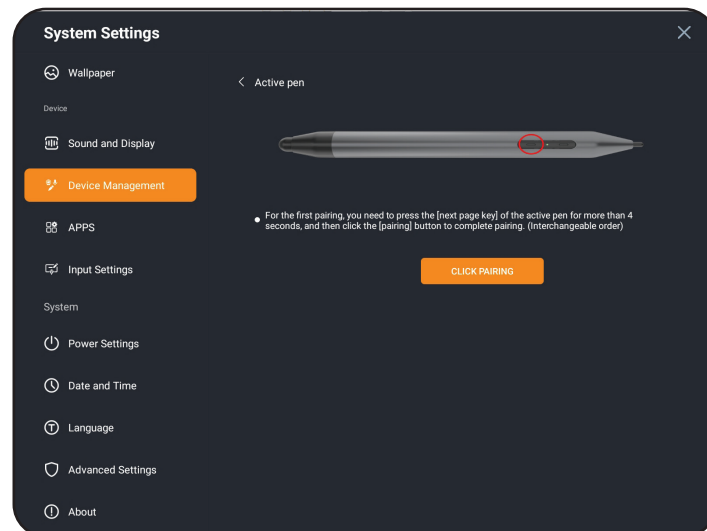 System Settings
Wallpaper
Device
Sound and Display
Device Management
APPS
Input Settings
System
Power Settings
Date and Time
Language
Advanced Settings
About
Active pen
For the first pairing, you need to press the [next page key] of the active pen for more than 4
seconds, and then click the [pairing] button to complete pairing. (Interchangeable order)
CLICK PAIRING